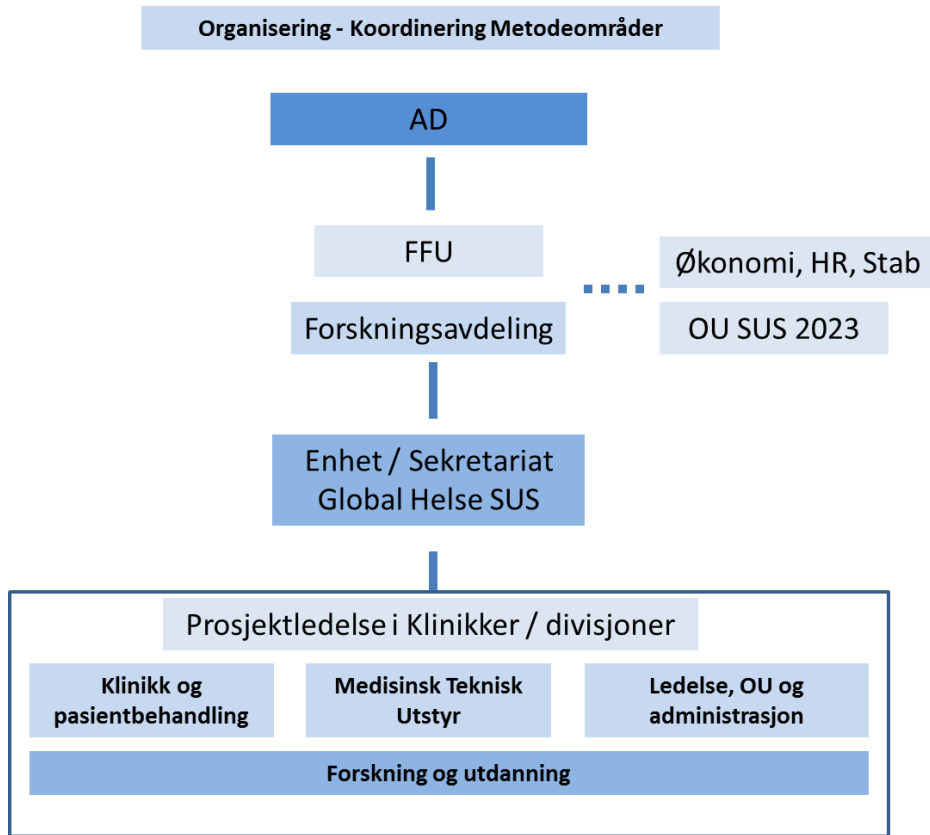 Organisering - Koordinering Metodeområder
AD
FFU
Økonomi, HR, Stab
Forskningsavdeling
OU SUS 2023
Enhet / Sekretariat
Global Helse SUS
Prosjektledelse i Klinikker / divisjoner
Klinikk og
pasientbehandling
Medisinsk Teknisk
Utstyr
Ledelse, OU og
administrasjon
Forskning og utdanning